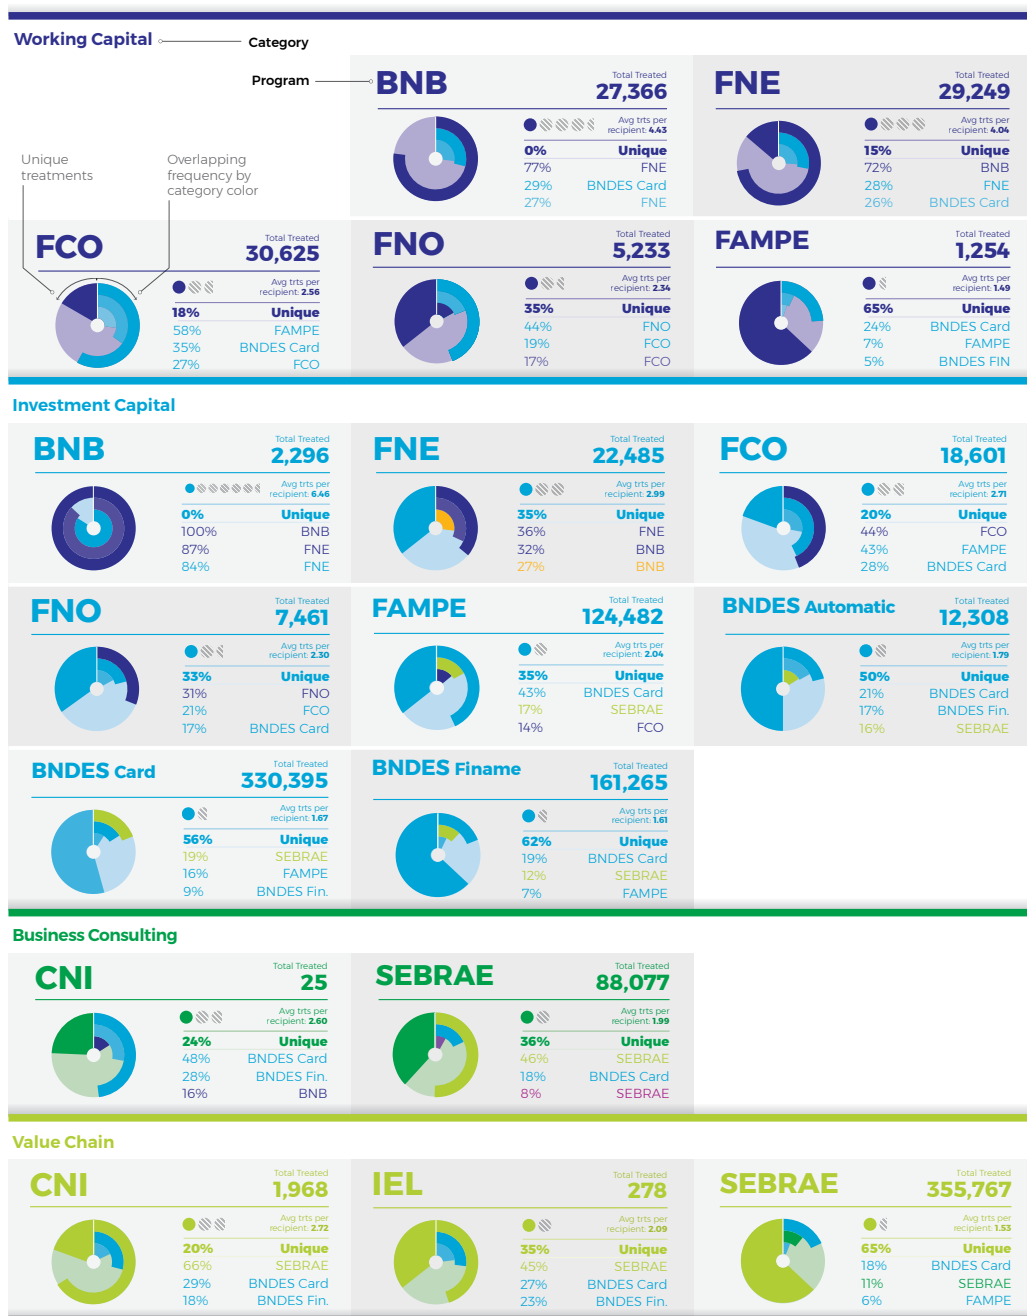 Working Capital
Category
Program
Unique
treatments
Overlapping
frequency by
category color
BNB
Total Treated
27,366
Avg trts per
recipient: 4.43
0% Unique
77% FNE
29% BNDES Card
27% FNE
FNE
Total Treated
29,249
Avg trts per
recipient: 4.04
15% Unique
72% BNB
28% FNE
26% BNDES Card
FCO
Total Treated
30,625
Avg trts per
recipient: 2.56
18% Unique
58% FAMPE
35% BNDES Card
27% FCO
FNO
Total Treated
5,233
Avg trts per
recipient: 2.34
35% Unique
44% FNO
19% FCO
17% FCO
FAMPE
Total Treated
1,254
Avg trts per
recipient: 1.49
65% Unique
24% BNDES Card
7% FAMPE
5% BNDES FIN
Investment Capital
BNB
Total Treated
2,296
Avg trts per
recipient: 6.46
0% Unique
100% BNB
87% FNE
84% FNE
FNE
Total Treated
22,485
Avg trts per
recipient: 2.99
35% Unique
36% FNE
32% BNB
27% BNB
FCO
Total Treated
18,601
Avg trts per
recipient: 2.71
20% Unique
44% FCO
43% FAMPE
28% BNDES Card
FNO
Total Treated
7,461
Avg trts per
recipient: 2.30
33% Unique
31% FNO
21% FCO
17% BNDES Card
FAMPE
Total Treated
124,482
Avg trts per
recipient: 2.04
35% Unique
43% BNDES Card
17% SEBRAE
14% FCO
BNDES Automatic
Total Treated
12,308
Avg trts per
recipient: 1.79
50% Unique
21% BNDES Card
17% BNDES Fin.
16% SEBRAE
BNDES Card
Total Treated
330,395
Avg trts per
recipient: 1.67
56% Unique
19% SEBRAE
16% FAMPE
9% BNDES Fin.
BNDES Finame
Total Treated
161,265
Avg trts per
recipient: 1.61
62% Unique
19% BNDES Card
12% SEBRAE
7% FAMPE
Business Consulting
CNI
Total Treated
25
Avg trts per
recipient: 2.60
24% Unique
48% BNDES Card
28% BNDES Fin.
16% BNB
SEBRAE
Total Treated
88,077
Avg trts per
recipient: 1.99
36% Unique
46% SEBRAE
18% BNDES Card
8% SEBRAE
Value Chain
CNI
Total Treated
1,968
Avg trts per
recipient: 2.72
20% Unique
66% SEBRAE
29% BNDES Card
18% BNDES Fin.
IEL
Total Treated
278
Avg trts per
recipient: 2.09
35% Unique
45% SEBRAE
27% BNDES Card
23% BNDES Fin.
SEBRAE
Total Treated
355,767
Avg trts per
recipient: 1.53
65% Unique
18% BNDES Card
11% SEBRAE
6% FAMPE